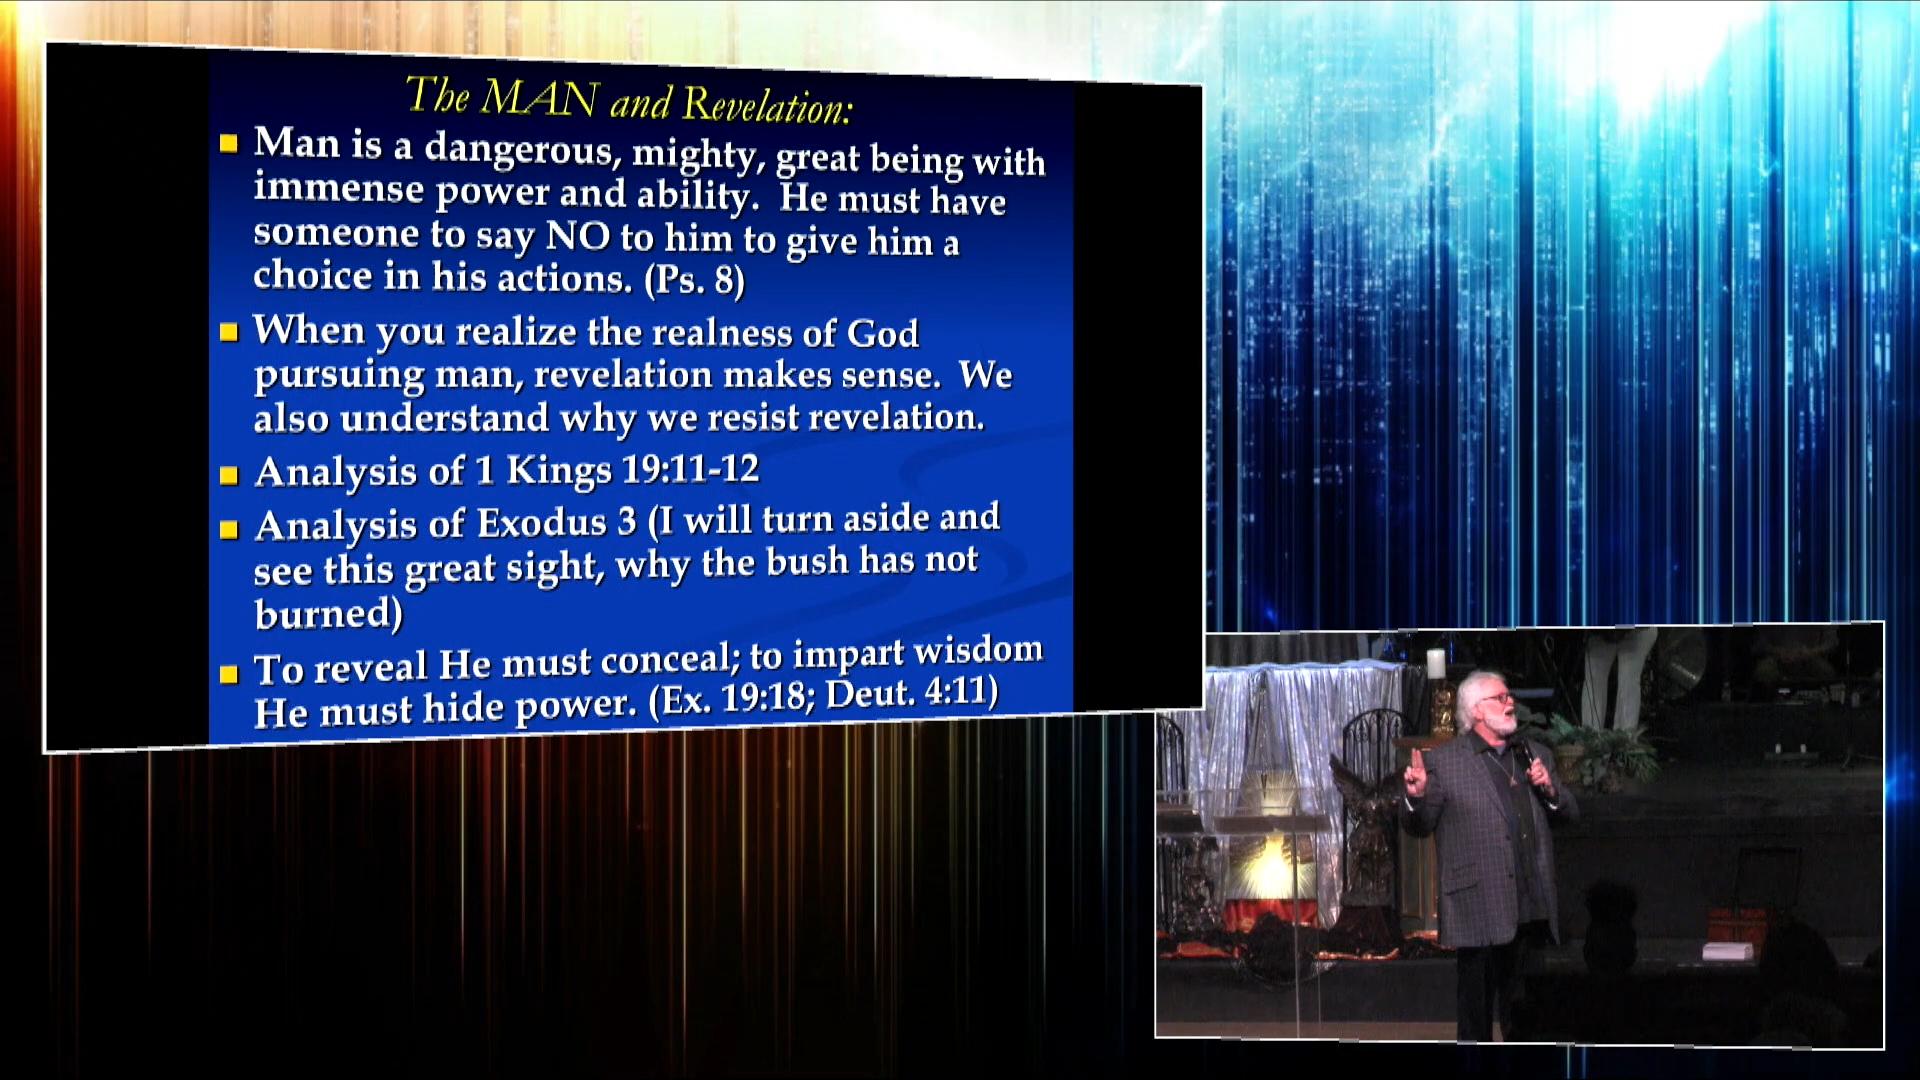 The MAN and Revelation:
Man is a dangerous, mighty, great being with
immense power and ability. He must have
someone to say NO to him to give him a
choice in his actions. (Ps. 8)
When you realize the realness of God
pursuing man, revelation makes sense. We
also understand why we resist revelation.
Analysis of 1 Kings 19:11-12
Analysis of Exodus 3 (I will turn aside and
see this great sight, why the bush has not
burned)
To reveal He must conceal; to impart wisdom
He must hide power. (Ex. 19:18; Deut. 4:11)